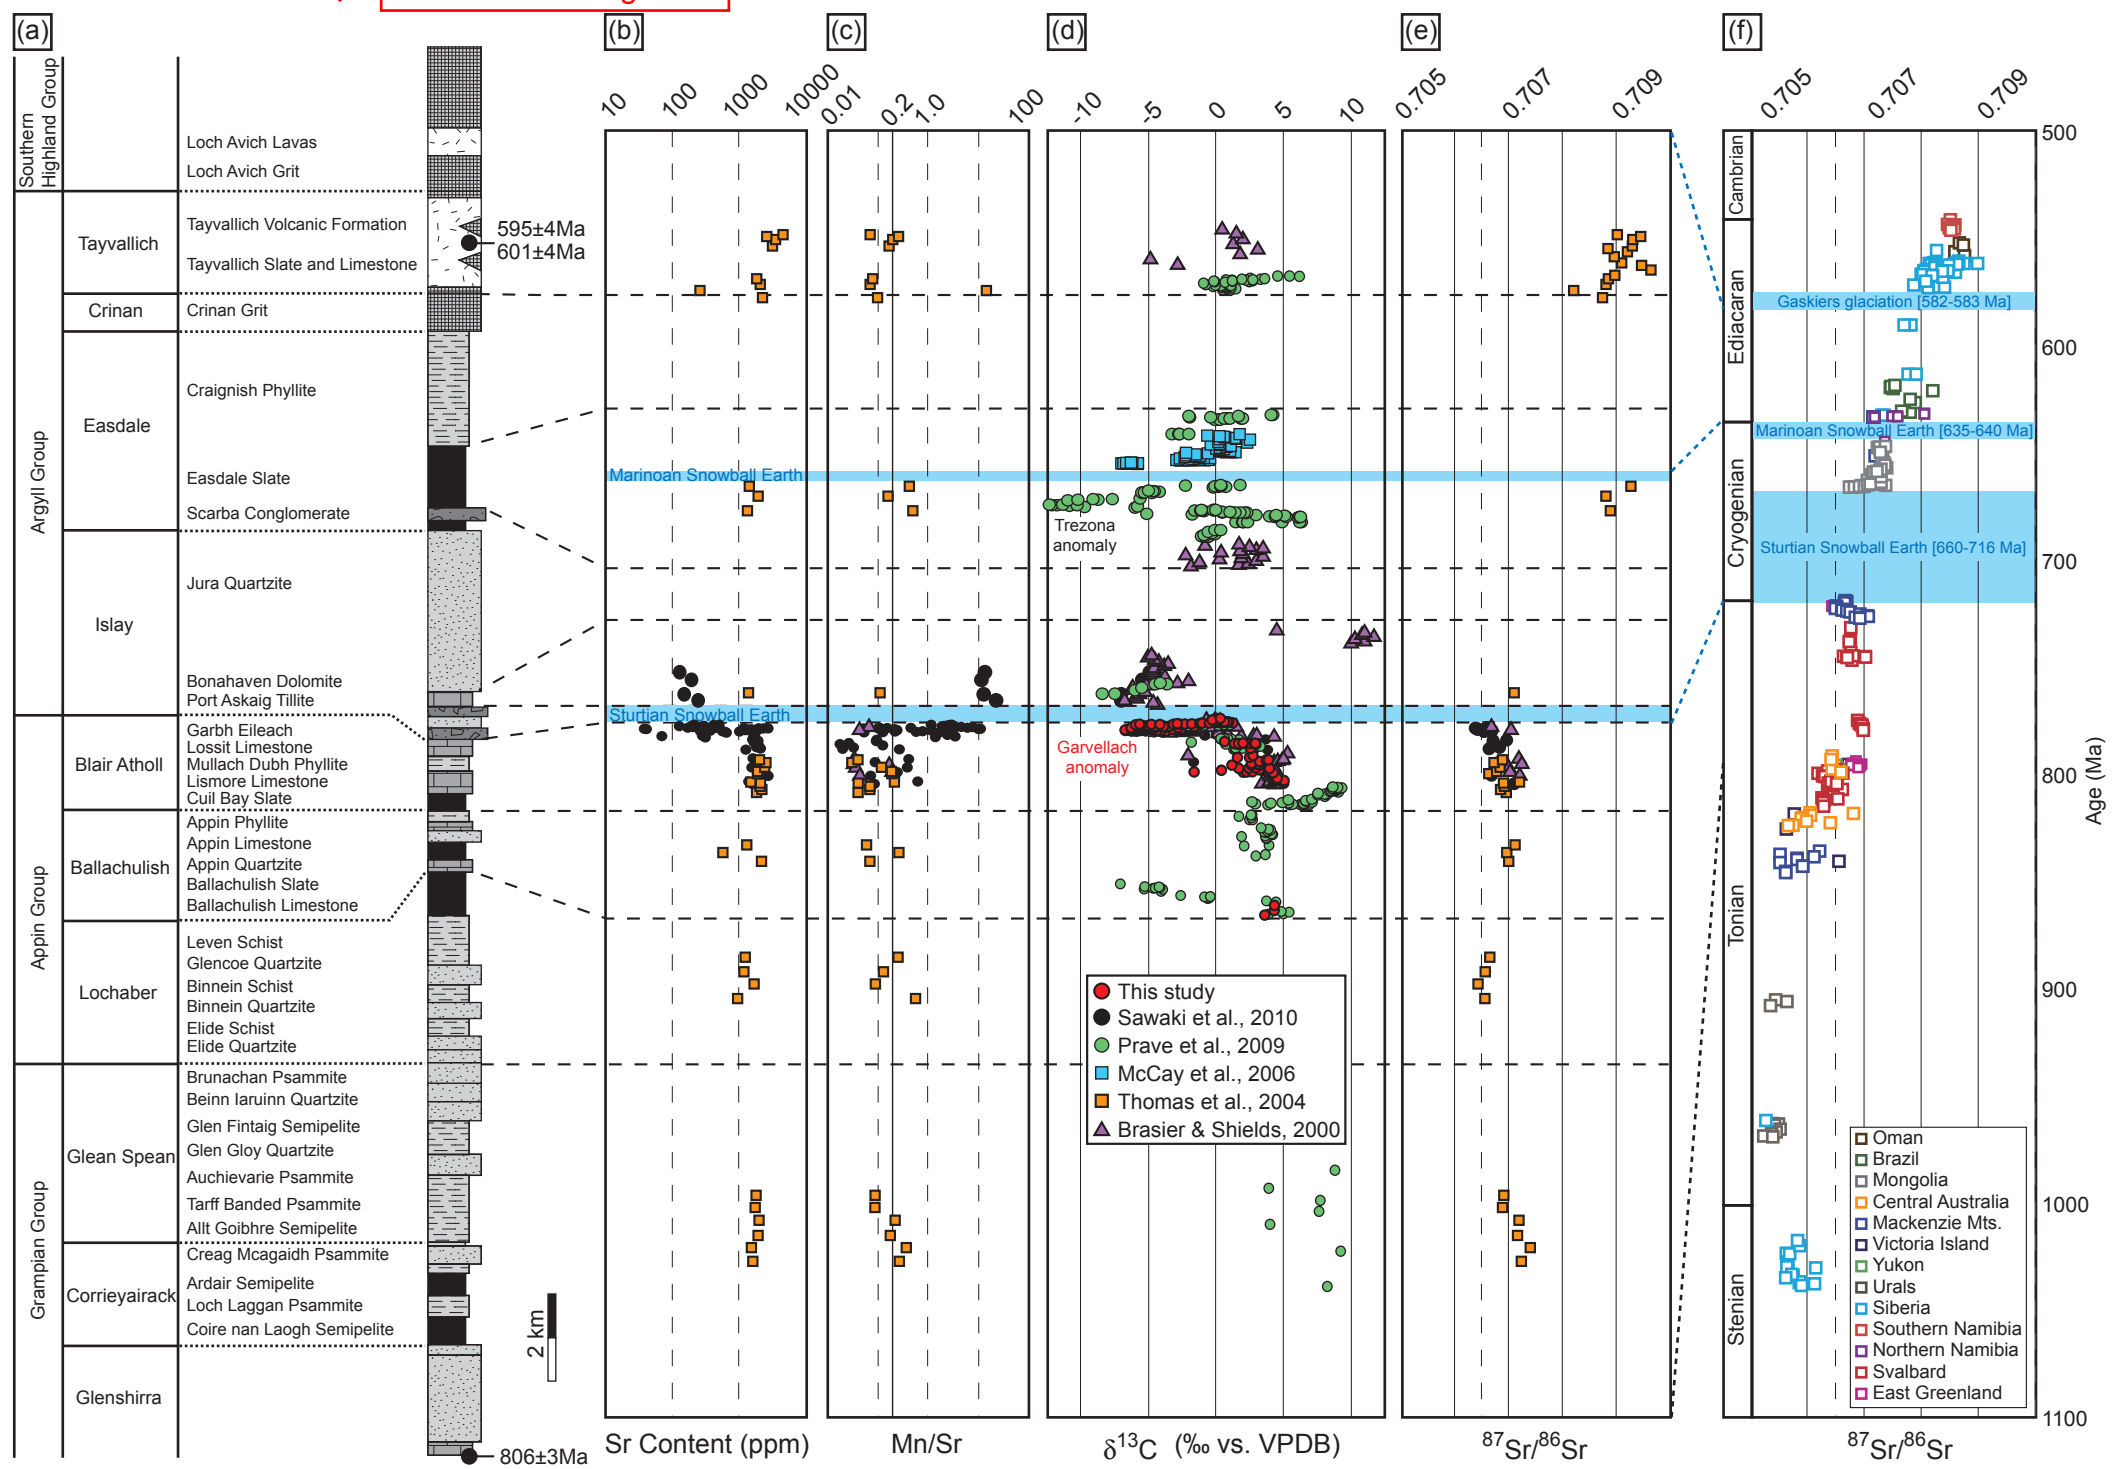 (a)
(b)
(c)
(d)
(e)
(f)
10
100
1000
10000
0.01
0.2
1.0
100
-10
-5
0
5
10
0.705
0.707
0.709
0.705
0.707
0.709
Southern
Highland Group
Argyll Group
Appin Group
Grampian Group
Tayvallich
Crinan
Easdale
Islay
Blair Atholl
Ballachulish
Lochaber
Glean Spean
Corrieyairack
Glenshirra
Loch Avich Lavas
Loch Avich Grit
Tayvallich Volcanic Formation
Tayvallich Slate and Limestone
Crinan Grit
Craignish Phyllite
Easdale Slate
Scarba Conglomerate
Jura Quartzite
Bonahaven Dolomite
Port Askaig Tillite
Garbh Eileach
Lossit Limestone
Mullach Dubh Phyllite
Lismore Limestone
Cuil Bay Slate
Appin Phyllite
Appin Limestone
Appin Quartzite
Ballachulish Slate
Ballachulish Limestone
Leven Schist
Glencoe Quartzite
Binnein Schist
Binnein Quartzite
Elide Schist
Elide Quartzite
Brunachan Psammite
Beinn Iaruinn Quartzite
Glen Fintaig Semipelite
Glen Gloy Quartzite
Auchievarie Psammite
Tarff Banded Psammite
Allt Goibhre Semipelite
Creag Mcagaidh Psammite
Ardair Semipelite
Loch Laggan Psammite
Coire nan Laogh Semipelite
595±4Ma
601±4Ma
806±3Ma
2 km
Marinoan Snowball Earth
Sturtian Snowball Earth
Trezona
anomaly
Garvellach
anomaly
This study
Sawaki et al., 2010
Prave et al., 2009
McCay et al., 2006
Thomas et al., 2004
Brasier & Shields, 2000
Sr Content (ppm)
Mn/Sr
δ¹³C (‰ vs. VPDB)
⁸⁷Sr/⁸⁶Sr
Cambrian
Ediacaran
Cryogenian
Tonian
Stenian
Gaskiers glaciation [582-583 Ma]
Marinoan Snowball Earth [635-640 Ma]
Sturtian Snowball Earth [660-716 Ma]
500
600
700
800
900
1000
1100
Age (Ma)
Oman
Brazil
Mongolia
Central Australia
Mackenzie Mts.
Victoria Island
Yukon
Urals
Siberia
Southern Namibia
Northern Namibia
Svalbard
East Greenland
⁸⁷Sr/⁸⁶Sr